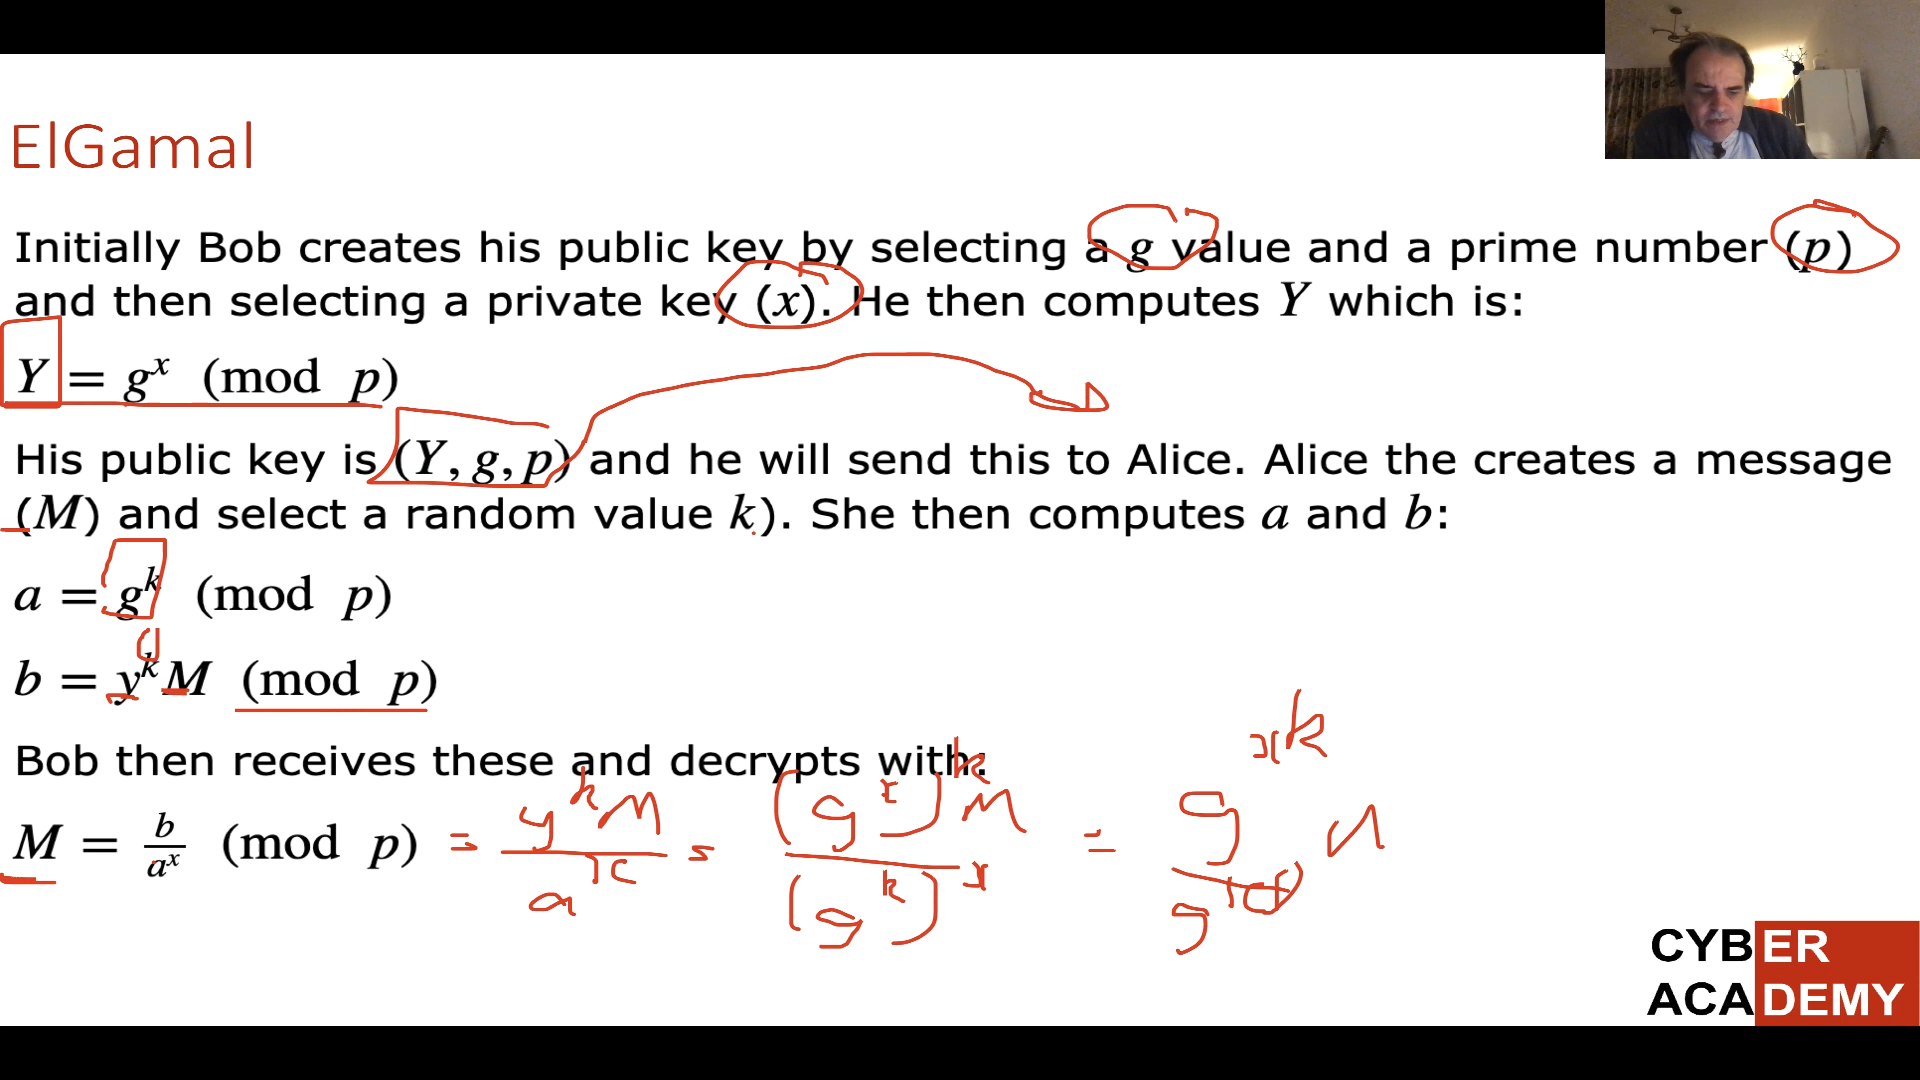 ElGamal
Initially Bob creates his public key by selecting a g value and a prime number (p)
and then selecting a private key (x). He then computes Y which is:
Y = g^x (mod p)
His public key is (Y, g, p) and he will send this to Alice. Alice the creates a message
(M) and select a random value k). She then computes a and b:
a = g^k (mod p)
b = y^k M (mod p)
Bob then receives these and decrypts with:
M = b/a^x (mod p) = y^k M / a^x = (g^x)^k M / (g^k)^x = g^xk M / g
CYBER
ACADEMY